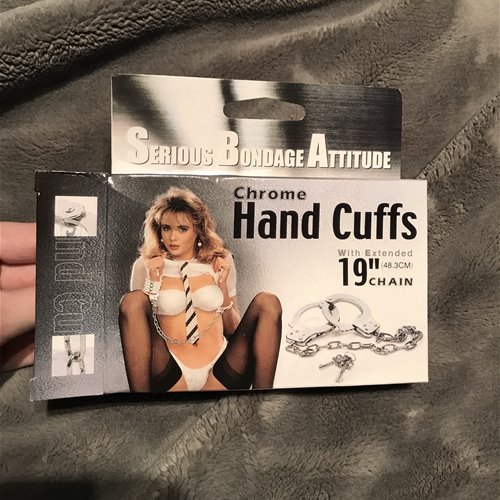 SERIOUS BONDAGE ATTITUDE
Chrome
Hand Cuffs
With Extended
19" (48.3CM)
CHAIN